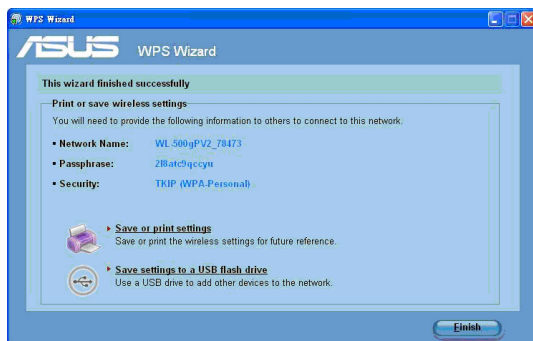 WPS Wizard
ASUS WPS Wizard
This wizard finished successfully
Print or save wireless settings
You will need to provide the following information to others to connect to this network.
Network Name: WL-500gPV2_78473
Passphrase: 2l8atc9qccyu
Security: TKIP (WPA-Personal)
Save or print settings
Save or print the wireless settings for future reference.
Save settings to a USB flash drive
Use a USB drive to add other devices to the network.
Finish